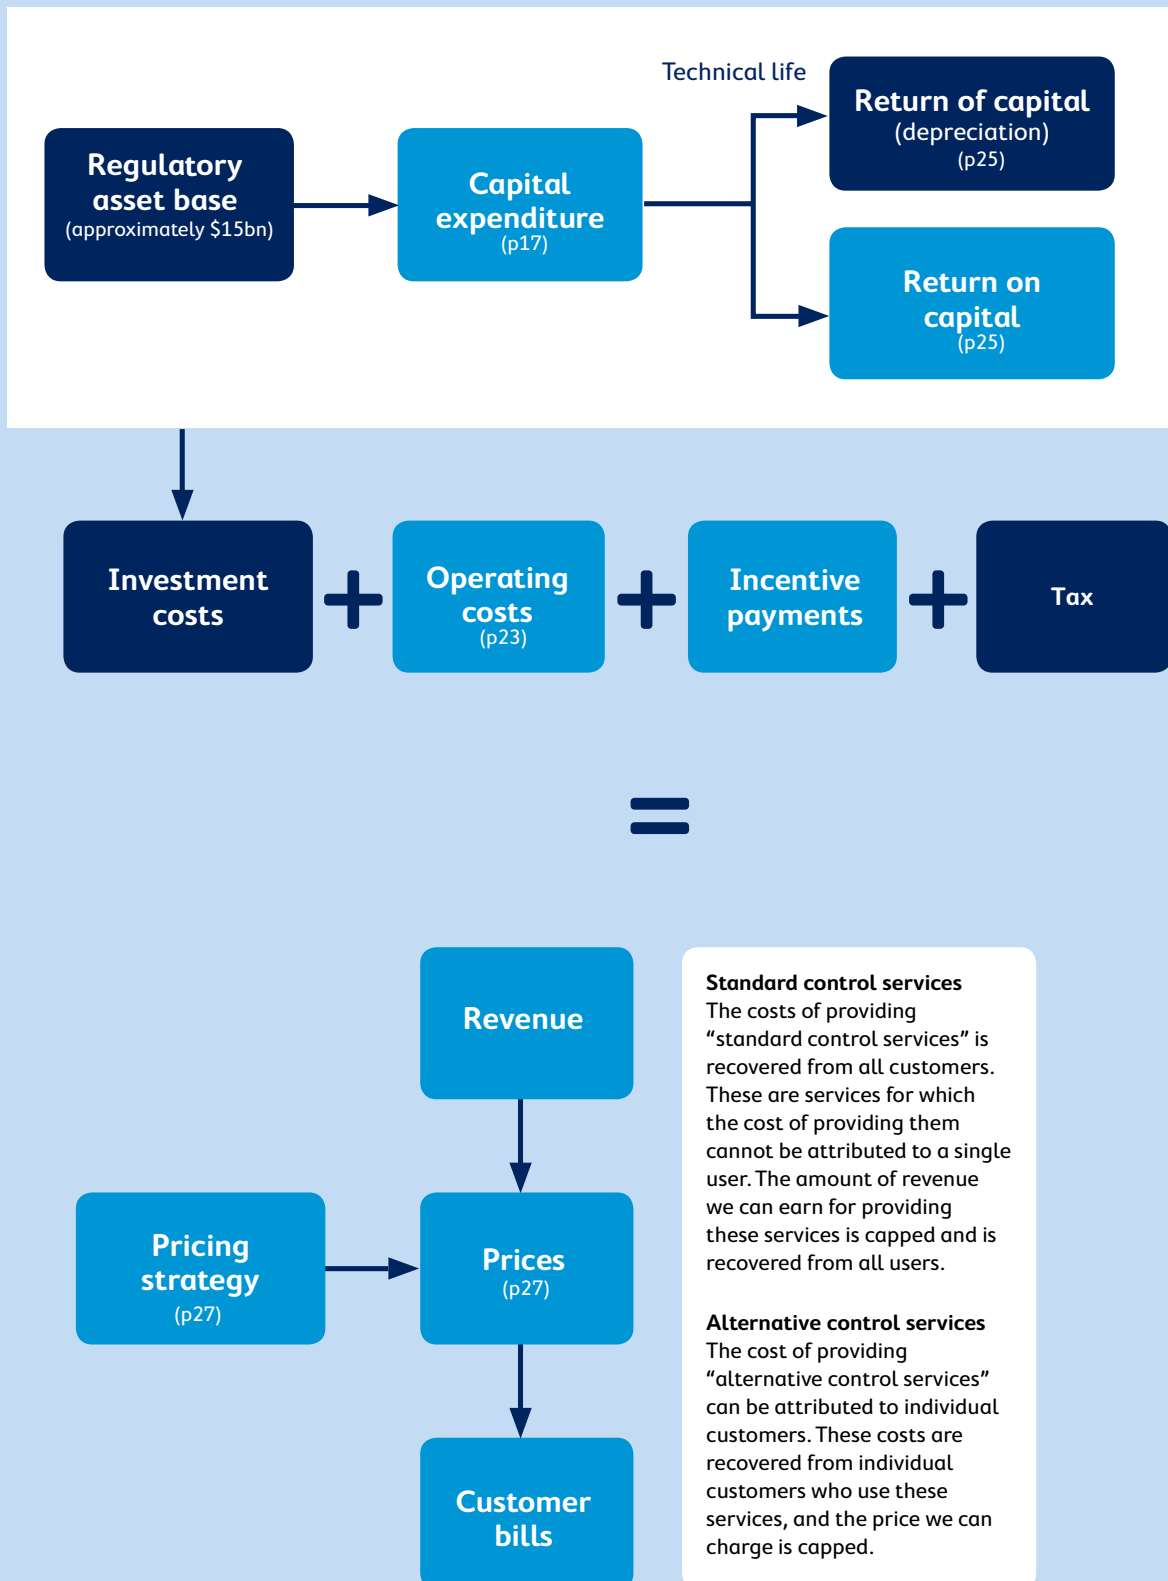 Technical life
Return of capital
(depreciation)
(p25)
Regulatory
asset base
(approximately $15bn)
Capital
expenditure
(p17)
Return on
capital
(p25)
Investment
costs
+
Operating
costs
(p23)
+
Incentive
payments
+
Tax
=
Revenue
Pricing
strategy
(p27)
Prices
(p27)
Customer
bills
Standard control services
The costs of providing
“standard control services” is
recovered from all customers.
These are services for which
the cost of providing them
cannot be attributed to a single
user. The amount of revenue
we can earn for providing
these services is capped and is
recovered from all users.
Alternative control services
The cost of providing
“alternative control services”
can be attributed to individual
customers. These costs are
recovered from individual
customers who use these
services, and the price we can
charge is capped.